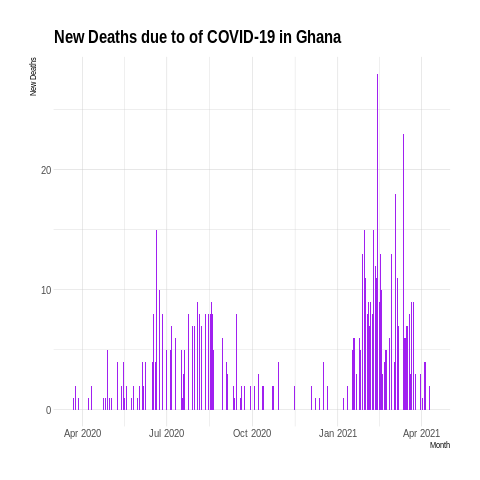 New Deaths due to of COVID-19 in Ghana
New Deaths
20
10
0
Apr 2020 Jul 2020 Oct 2020 Jan 2021 Apr 2021
Month